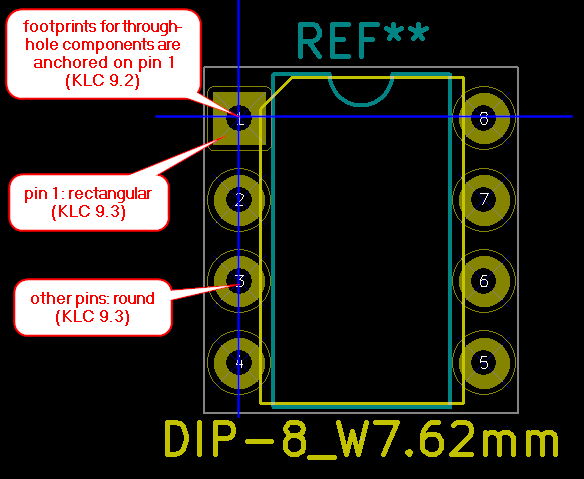 footprints for through-
hole components are
anchored on pin 1
(KLC 9.2)
REF**
1
8
pin 1: rectangular
(KLC 9.3)
2
7
other pins: round
(KLC 9.3)
3
6
4
5
DIP-8_W7.62mm